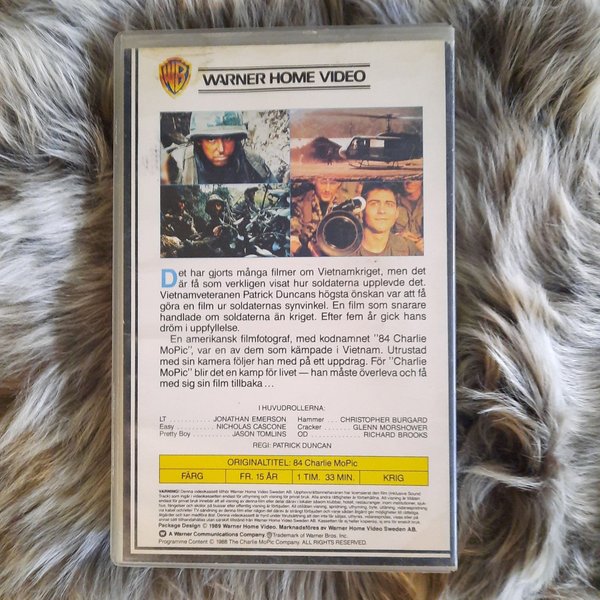 WB
WARNER HOME VIDEO
Det har gjorts många filmer om Vietnamkriget, men det
är få som verkligen visat hur soldaterna upplevde det.
Vietnamveteranen Patrick Duncans högsta önskan var att få
göra en film ur soldaternas synvinkel. En film som snarare
handlade om soldaterna än kriget. Efter fem år gick hans
dröm i uppfyllelse.
En amerikansk filmfotograf, med kodnamnet "84 Charlie
MoPic", var en av dem som kämpade i Vietnam. Utrustad
med sin kamera följer han med på ett uppdrag. För "Charlie
MoPic" blir det en kamp för livet — han måste överleva och få
med sig sin film tillbaka ...
I HUVUDROLLERNA:
LT ............ JONATHAN EMERSON Hammer ... CHRISTOPHER BURGARD
Easy ........... NICHOLAS CASCONE Cracker ....... GLENN MORSHOWER
Pretty Boy .......... JASON TOMLINS OD .............. RICHARD BROOKS
REGI: PATRICK DUNCAN
ORIGINALTITEL: 84 Charlie MoPic
FÄRG FR. 15 ÅR 1 TIM. 33 MIN. KRIG
Package Design © 1989 Warner Home Video. Marknadsföres av Warner Home Video Sweden AB.
A Warner Communications Company. Trademark of Warner Bros. Inc.
Programme Content © 1988 The Charlie MoPic Company. ALL RIGHTS RESERVED.